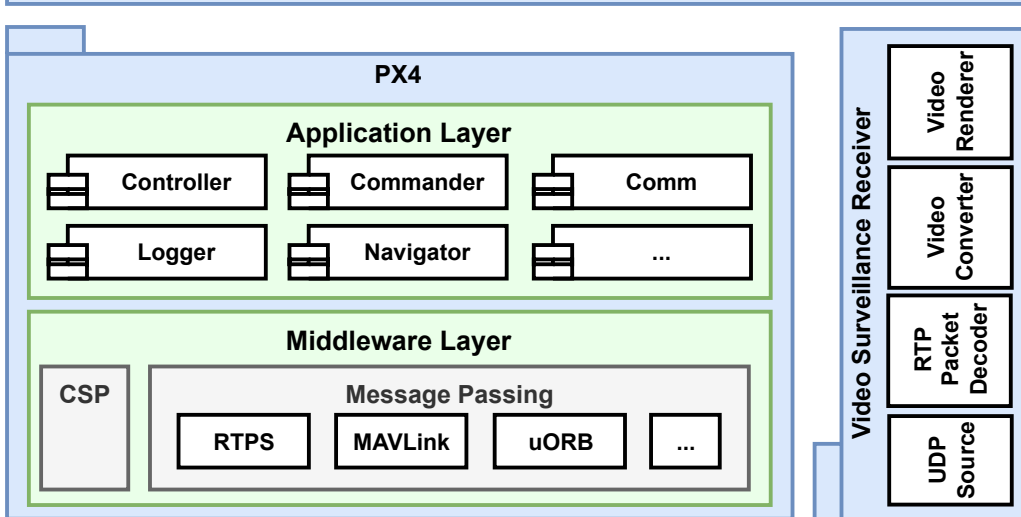 PX4
Application Layer
Controller
Commander
Comm
Logger
Navigator
...
Middleware Layer
CSP
Message Passing
RTPS
MAVLink
uORB
...
Video Surveillance Receiver
Video
Renderer
Video
Converter
RTP
Packet
Decoder
UDP
Source